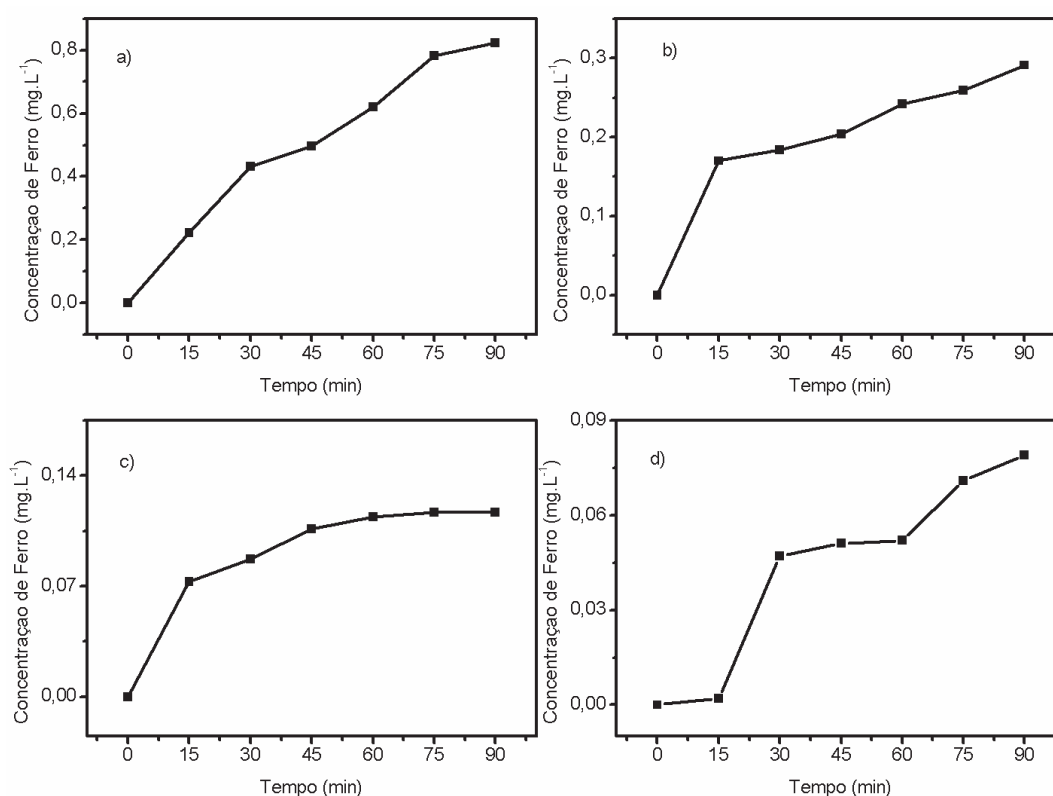 a)
Concentraçao de Ferro (mg.L⁻¹)
0,8
0,6
0,4
0,2
0,0
0 15 30 45 60 75 90
Tempo (min)
b)
Concentraçao de Ferro (mg.L⁻¹)
0,3
0,2
0,1
0,0
0 15 30 45 60 75 90
Tempo (min)
c)
Concentraçao de Ferro (mg.L⁻¹)
0,14
0,07
0,00
0 15 30 45 60 75 90
Tempo (min)
d)
Concentraçao de Ferro (mg.L⁻¹)
0,09
0,06
0,03
0,00
0 15 30 45 60 75 90
Tempo (min)